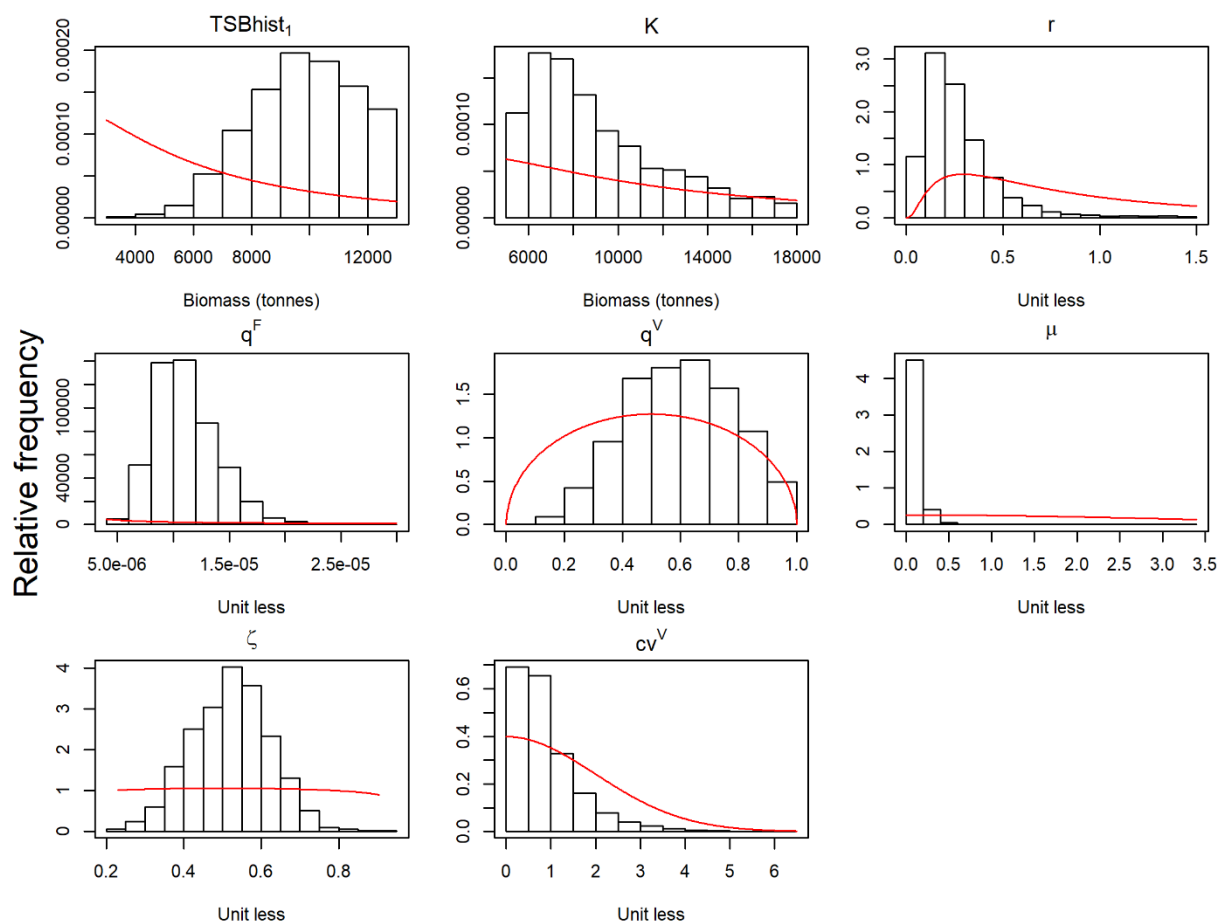 TSBhist₁
0.00000
0.00010
0.00020
4000 6000 8000 12000
Biomass (tonnes)
K
0.00000
0.00010
6000 10000 14000 18000
Biomass (tonnes)
r
0.0
1.0
2.0
3.0
0.0 0.5 1.0 1.5
Unit less
Relative frequency
q^F
0
40000
100000
5.0e-06 1.5e-05 2.5e-05
Unit less
q^V
0.0
0.5
1.0
1.5
0.0 0.2 0.4 0.6 0.8 1.0
Unit less
μ
0
1
2
3
4
0.0 0.5 1.0 1.5 2.0 2.5 3.0 3.5
Unit less
ζ
0
1
2
3
4
0.2 0.4 0.6 0.8
Unit less
cv^V
0.0
0.2
0.4
0.6
0 1 2 3 4 5 6
Unit less